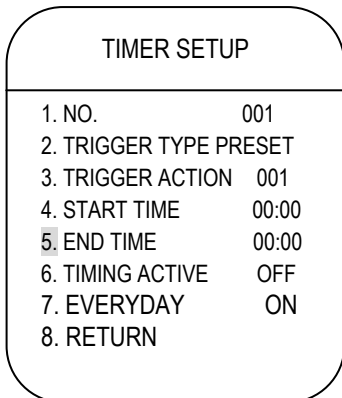 TIMER SETUP
1. NO. 001
2. TRIGGER TYPE PRESET
3. TRIGGER ACTION 001
4. START TIME 00:00
5. END TIME 00:00
6. TIMING ACTIVE OFF
7. EVERYDAY ON
8. RETURN